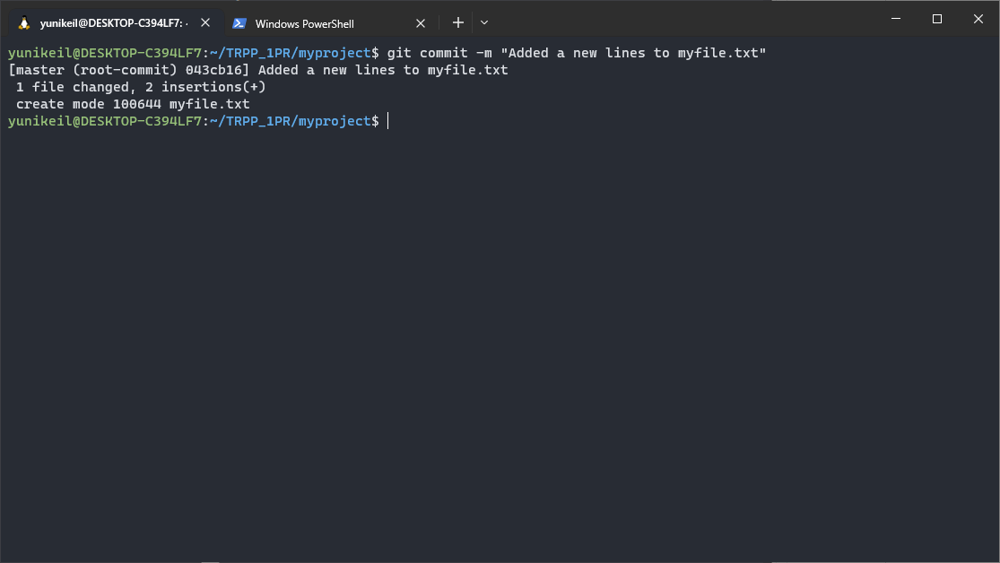 yunikeil@DESKTOP-C394LF7: -
Windows PowerShell
yunikeil@DESKTOP-C394LF7:~/TRPP_1PR/myproject$ git commit -m "Added a new lines to myfile.txt"
[master (root-commit) 043cb16] Added a new lines to myfile.txt
 1 file changed, 2 insertions(+)
 create mode 100644 myfile.txt
yunikeil@DESKTOP-C394LF7:~/TRPP_1PR/myproject$